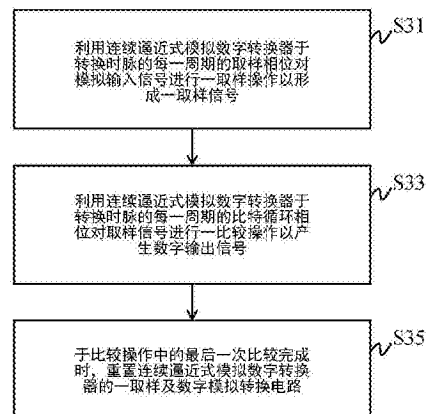 S31
利用连续逼近式模拟数字转换器于
转换时脉的每一周期的取样相位对
模拟输入信号进行一取样操作以形
成一取样信号
S33
利用连续逼近式模拟数字转换器于
转换时脉的每一周期的比特循环相
位对取样信号进行一比较操作以产
生数字输出信号
S35
于比较操作中的最后一次比较完成
时，重置连续逼近式模拟数字转换
器的一取样及数字模拟转换电路